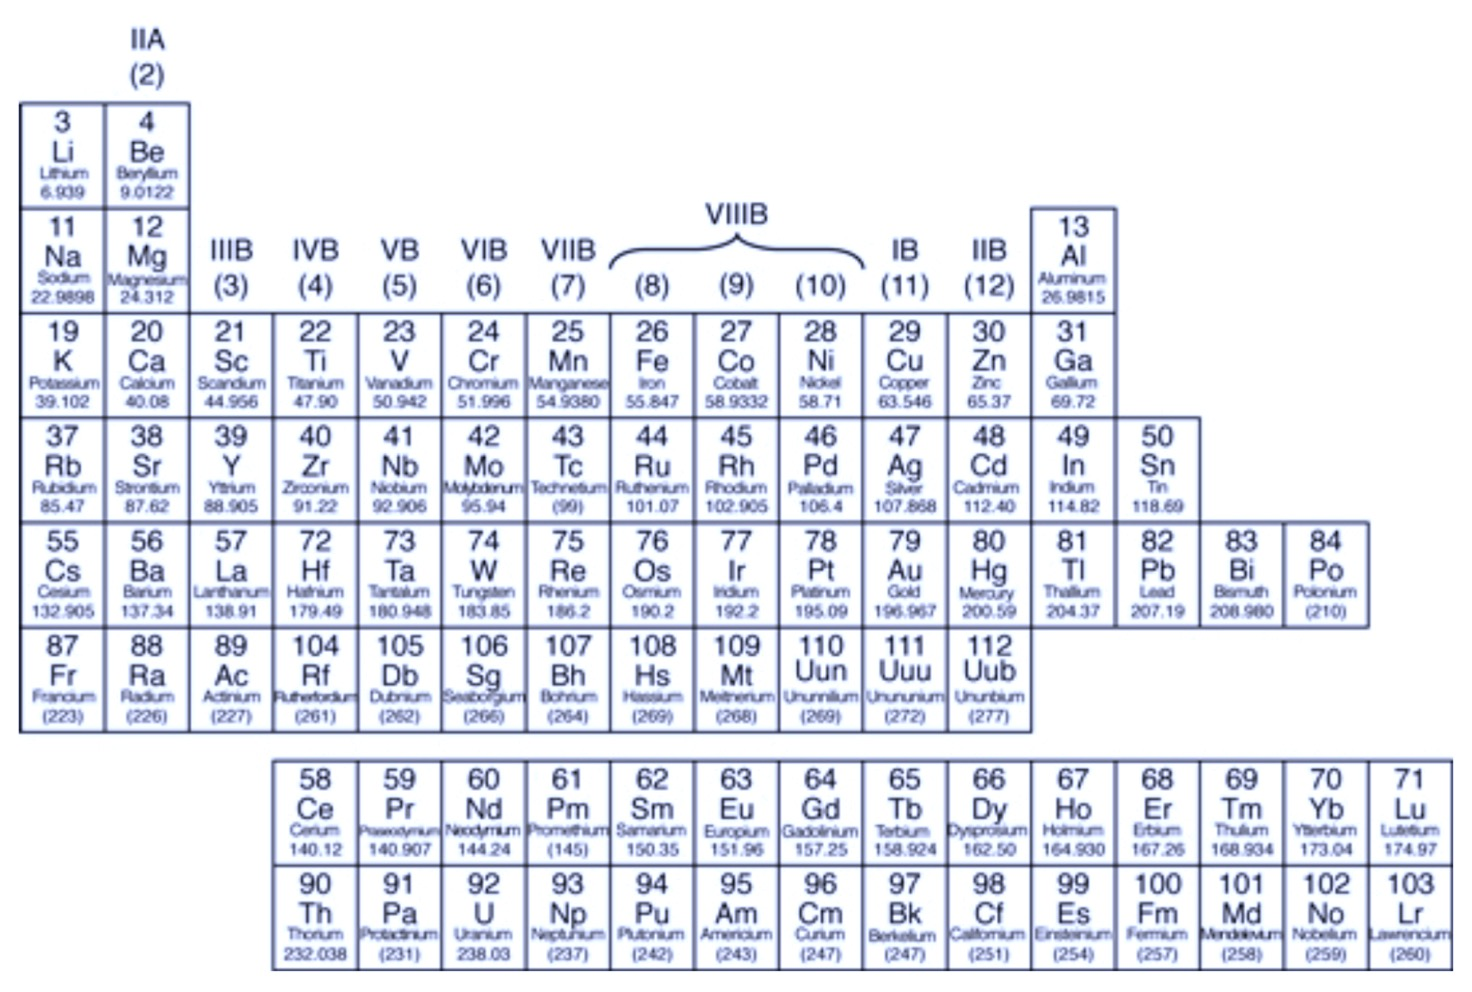 IIA
(2)
3 4
Li Be
Lithium Beryllium
6.939 9.0122
VIIIB
11 12 13
Na Mg IIIB IVB VB VIB VIIB IB IIB Al
Sodium Magnesium Aluminum
22.9898 24.312 (3) (4) (5) (6) (7) (8) (9) (10) (11) (12) 26.9815
19 20 21 22 23 24 25 26 27 28 29 30 31
K Ca Sc Ti V Cr Mn Fe Co Ni Cu Zn Ga
Potassium Calcium Scandium Titanium Vanadium Chromium Manganese Iron Cobalt Nickel Copper Zinc Gallium
39.102 40.08 44.956 47.90 50.942 51.996 54.9380 55.847 58.9332 58.71 63.546 65.37 69.72
37 38 39 40 41 42 43 44 45 46 47 48 49 50
Rb Sr Y Zr Nb Mo Tc Ru Rh Pd Ag Cd In Sn
Rubidium Strontium Yttrium Zirconium Niobium Molybdenum Technetium Ruthenium Rhodium Palladium Silver Cadmium Indium Tin
85.47 87.62 88.905 91.22 92.906 95.94 (99) 101.07 102.905 106.4 107.868 112.40 114.82 118.69
55 56 57 72 73 74 75 76 77 78 79 80 81 82 83 84
Cs Ba La Hf Ta W Re Os Ir Pt Au Hg Tl Pb Bi Po
Cesium Barium Lanthanum Hafnium Tantalum Tungsten Rhenium Osmium Iridium Platinum Gold Mercury Thallium Lead Bismuth Polonium
132.905 137.34 138.91 179.49 180.948 183.85 186.2 190.2 192.2 195.09 196.967 200.59 204.37 207.19 208.980 (210)
87 88 89 104 105 106 107 108 109 110 111 112
Fr Ra Ac Rf Db Sg Bh Hs Mt Uun Uuu Uub
Francium Radium Actinium Rutherfordium Dubnium Seaborgium Bohrium Hassium Meitnerium Ununnilium Unununium Ununbium
(223) (226) (227) (261) (262) (266) (264) (269) (268) (269) (272) (277)
58 59 60 61 62 63 64 65 66 67 68 69 70 71
Ce Pr Nd Pm Sm Eu Gd Tb Dy Ho Er Tm Yb Lu
Cerium Praseodymium Neodymium Promethium Samarium Europium Gadolinium Terbium Dysprosium Holmium Erbium Thulium Ytterbium Lutetium
140.12 140.907 144.24 (145) 150.35 151.96 157.25 158.924 162.50 164.930 167.26 168.934 173.04 174.97
90 91 92 93 94 95 96 97 98 99 100 101 102 103
Th Pa U Np Pu Am Cm Bk Cf Es Fm Md No Lr
Thorium Protactinium Uranium Neptunium Plutonium Americium Curium Berkelium Californium Einsteinium Fermium Mendelevium Nobelium Lawrencium
232.038 (231) 238.03 (237) (242) (243) (247) (247) (251) (254) (257) (258) (259) (260)